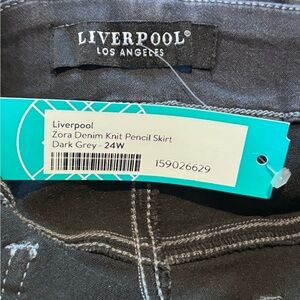 LIVERPOOL®
LOS ANGELES
Liverpool
Zora Denim Knit Pencil Skirt
Dark Grey - 24W
159026629